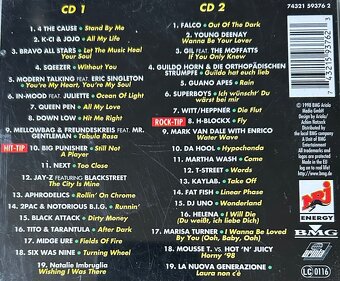 CD 1
1. 4 THE CAUSE • Stand By Me
2. K-CI & JOJO • All My Life
3. BRAVO ALL STARS • Let The Music Heal
Your Soul
4. SQEEZER • Without You
5. MODERN TALKING FEAT. ERIC SINGLETON
You're My Heart, You're My Soul
6. IN-MOOD FEAT. JULIETTE • Ocean Of Light
7. QUEEN PEN • All My Love
8. DOWN LOW • Hit Me Right
9. MELLOWBAG & FREUNDESKREIS FEAT. MR.
GENTLEMAN • Tabula Rasa
HIT-TIP
10. BIG PUNISHER • Still Not
A Player
11. NEXT • Too Close
12. JAY-Z FEATURING BLACKSTREET
The City Is Mine
13. APHRODELICS • Rollin' On Chrome
14. 2PAC & NOTORIOUS B.I.G. • Runnin'
15. BLACK ATTACK • Dirty Money
16. TITO & TARANTULA • After Dark
17. MIDGE URE • Fields Of Fire
18. SIX WAS NINE • Turning Wheel
19. Natalie Imbruglia
Wishing I Was There
CD 2
1. FALCO • Out Of The Dark
2. YOUNG DEENAY
Wanna Be Your Lover
3. GIL FEAT. THE MOFFATTS
If You Only Knew
4. GUILDO HORN & DIE ORTHOPÄDISCHEN
STRÜMPFE • Guildo hat euch lieb
5. GUANO APES • Rain
6. SUPERBOYS • Ich wünsch' Dir
einfach nur Glück
7. WITT/HEPPNER • Die Flut
ROCK-TIP
8. H-BLOCKX • Fly
9. MARK VAN DALE WITH ENRICO
Water Wave
10. DA HOOL • Hypochonda
11. MARTHA WASH • Come
12. T-STREET • Words
13. KAYLAB. • Take Off
14. FAT FISH • Linear Phase
15. DJ UNO • Wonderland
16. HELENA • I Will Die
(Du weißt, ich liebe Dich)
17. MARISA TURNER • I Wanna Be Loved
By You (Ooh, Baby, Ooh)
18. MOUSSE T. VS. HOT 'N' JUICY
Horny '98
19. LA NUOVA GENERAZIONE •
Laura non c'è
74321 59376 2
℗ 1998 BMG Ariola
NRJ
ENERGY
BMG
ariola
LC 0116